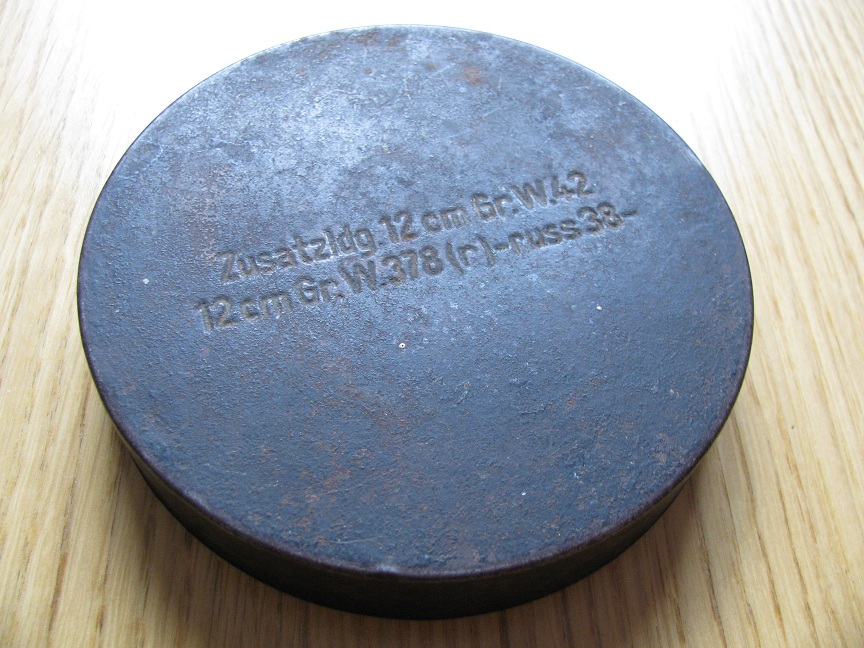 Zusatzldg. 12 cm Gr. W. 42
12 cm Gr. W. 378 (r) -russ 38-